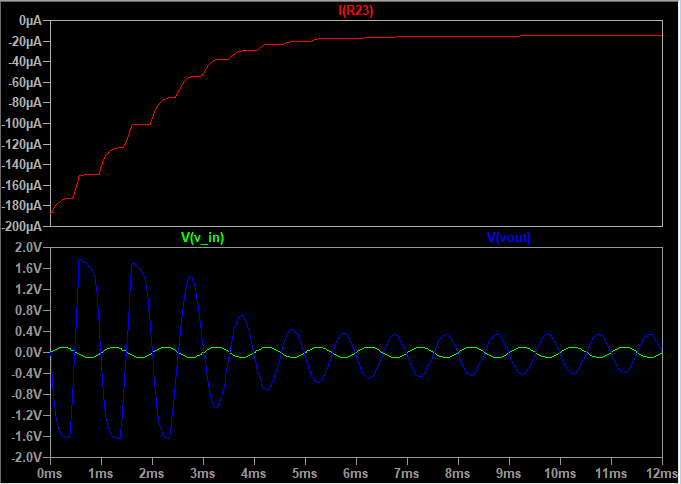 I(R23)
0µA
-20µA
-40µA
-60µA
-80µA
-100µA
-120µA
-140µA
-160µA
-180µA
-200µA
V(v_in) V(vout)
2.0V
1.6V
1.2V
0.8V
0.4V
0.0V
-0.4V
-0.8V
-1.2V
-1.6V
-2.0V
0ms 1ms 2ms 3ms 4ms 5ms 6ms 7ms 8ms 9ms 10ms 11ms 12ms